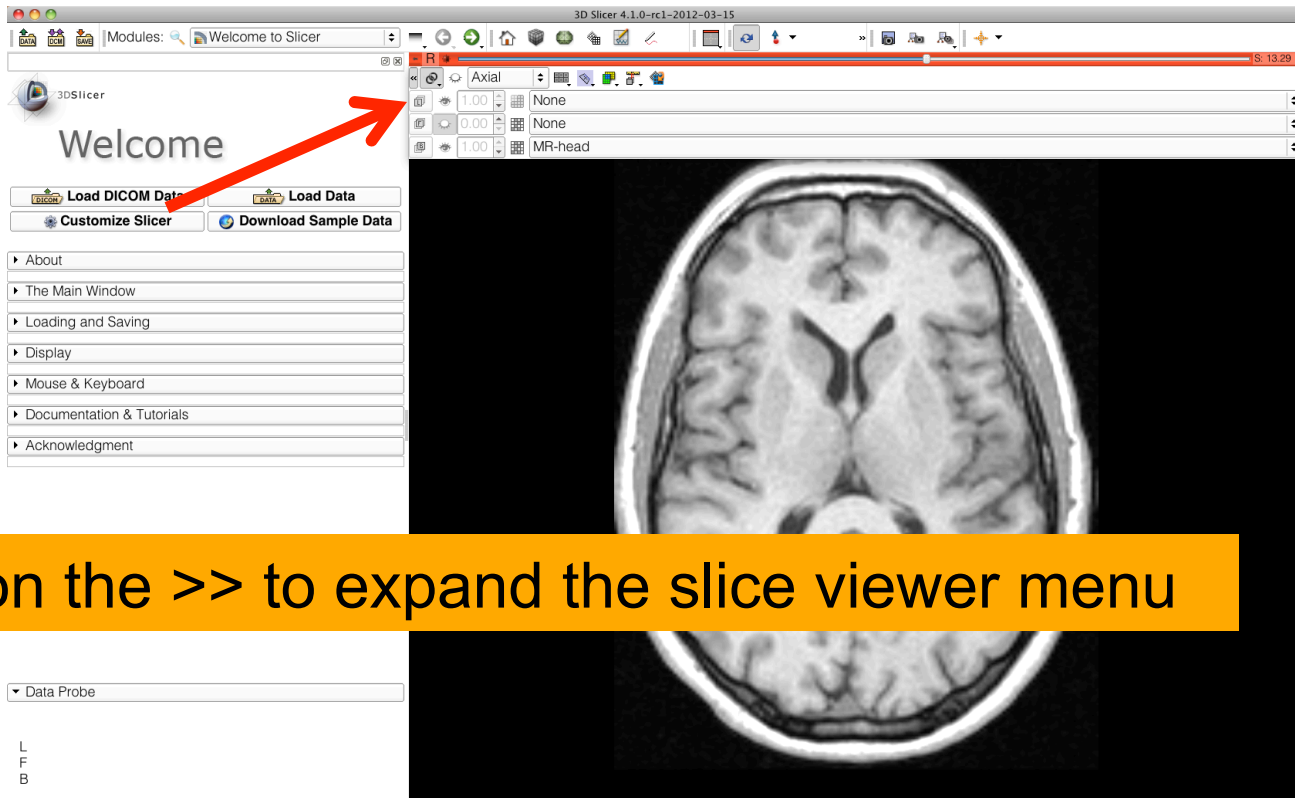 3D Slicer 4.1.0-rc1-2012-03-15
DATA DCM SAVE Modules: Welcome to Slicer »
R S: 13.29
« Axial
1.00 None
0.00 None
1.00 MR-head
3DSlicer
Welcome
DICOM Load DICOM Data DATA Load Data
Customize Slicer Download Sample Data
About
The Main Window
Loading and Saving
Display
Mouse & Keyboard
Documentation & Tutorials
Acknowledgment
on the >> to expand the slice viewer menu
Data Probe
L
F
B